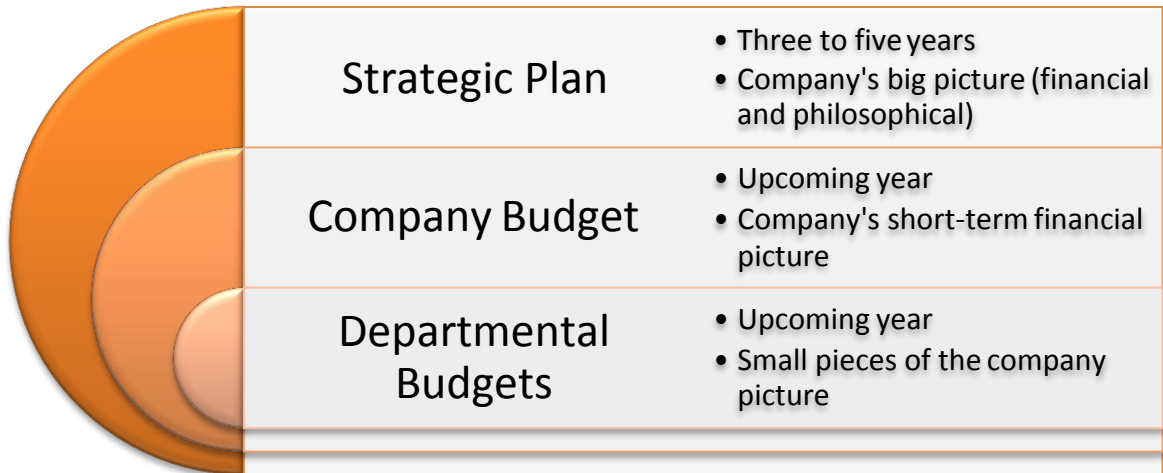 Strategic Plan
• Three to five years
• Company's big picture (financial
and philosophical)
Company Budget
• Upcoming year
• Company's short-term financial
picture
Departmental
Budgets
• Upcoming year
• Small pieces of the company
picture